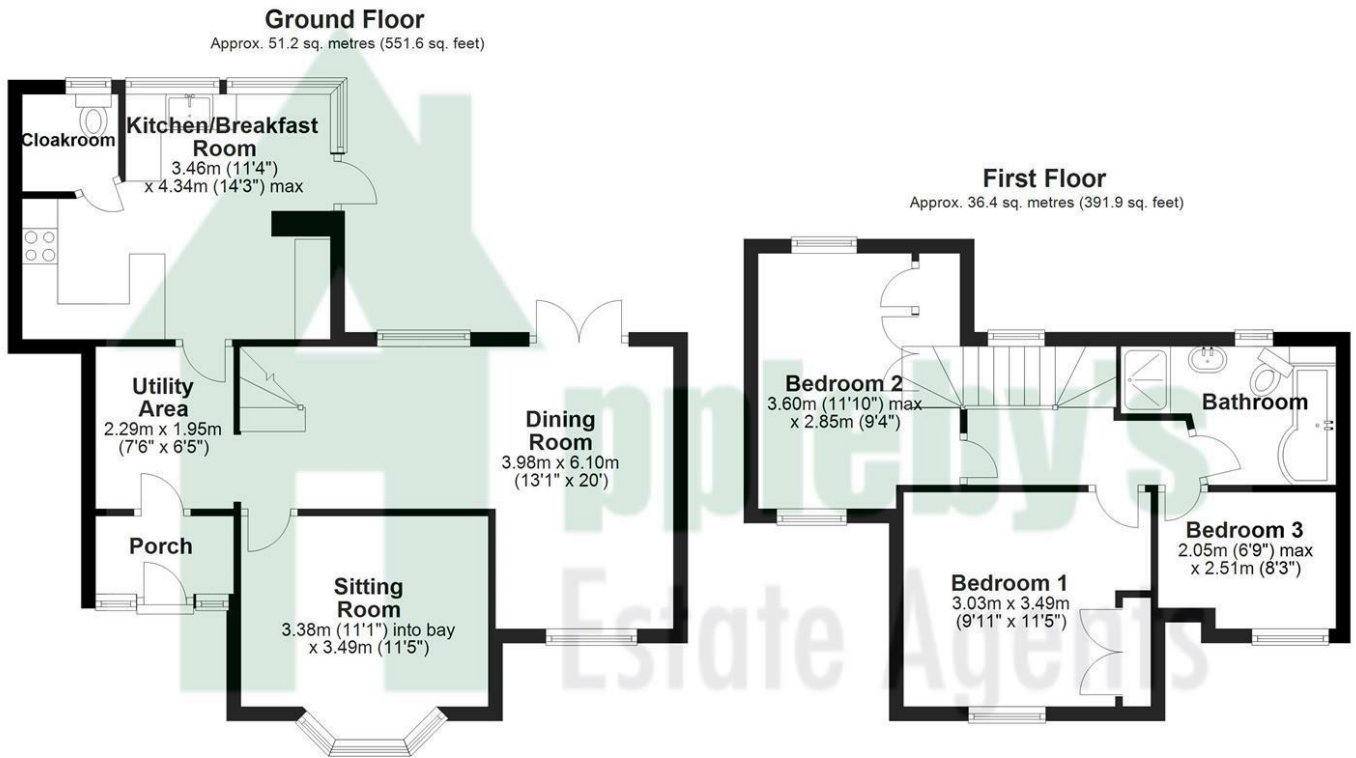 Ground Floor
Approx. 51.2 sq. metres (551.6 sq. feet)
Cloakroom
Kitchen/Breakfast
Room
3.46m (11'4")
x 4.34m (14'3") max
Utility
Area
2.29m x 1.95m
(7'6" x 6'5")
Dining
Room
3.98m x 6.10m
(13'1" x 20')
Porch
Sitting
Room
3.38m (11'1") into bay
x 3.49m (11'5")
First Floor
Approx. 36.4 sq. metres (391.9 sq. feet)
Bedroom 2
3.60m (11'10") max
x 2.85m (9'4")
Bathroom
Bedroom 1
3.03m x 3.49m
(9'11" x 11'5")
Bedroom 3
2.05m (6'9") max
x 2.51m (8'3")
ppleby's
Estate Agents